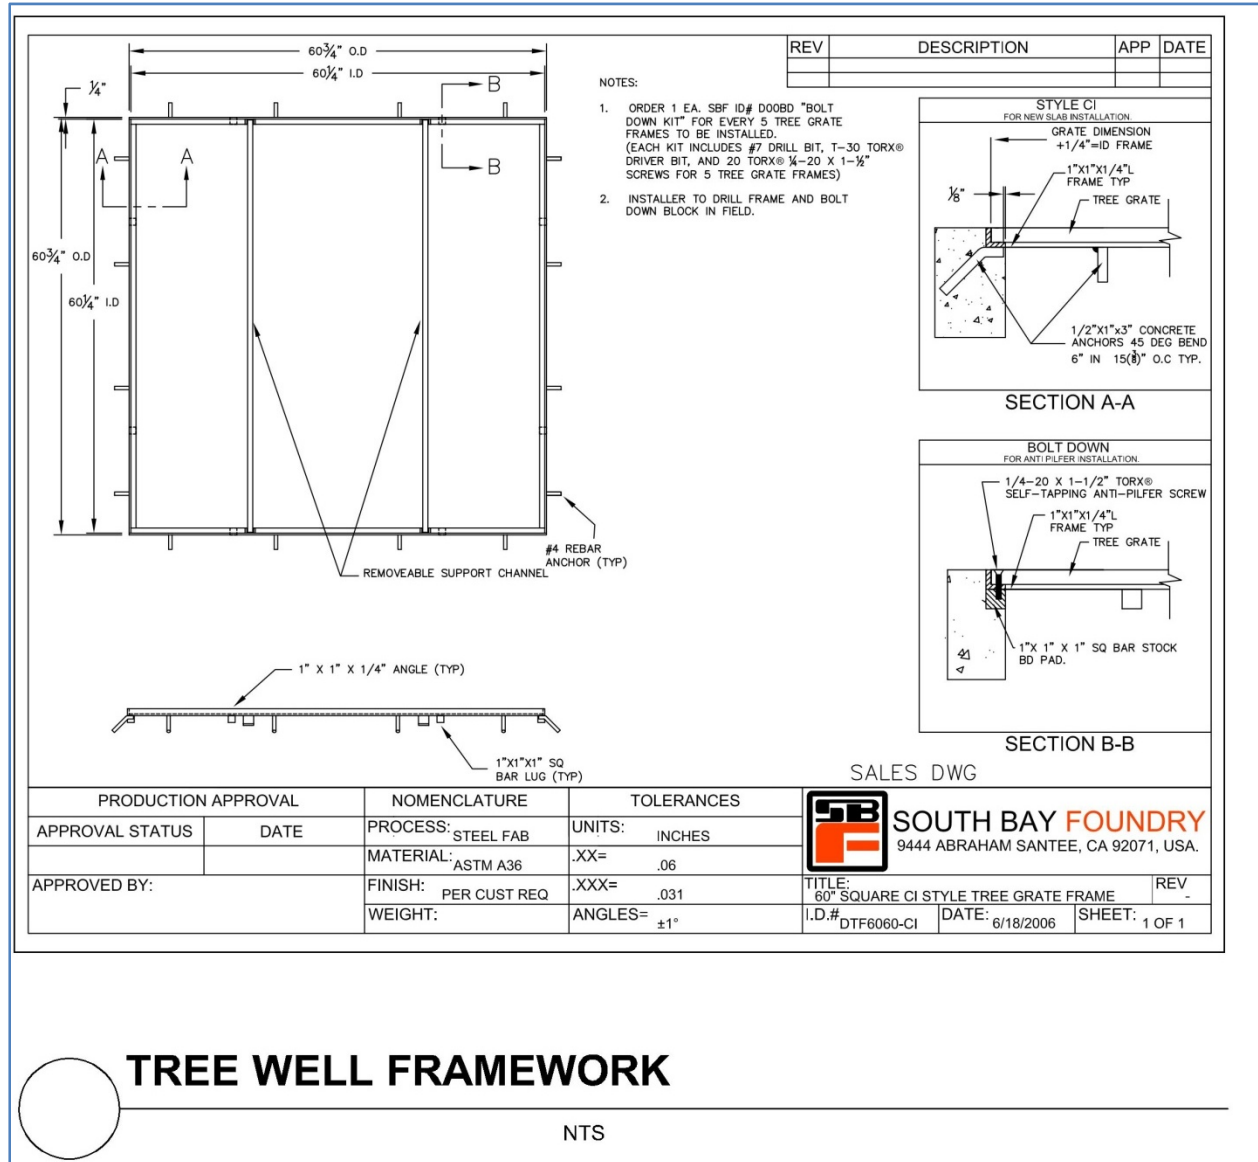 60¾" O.D
60¼" I.D
¼"
B
B
A
A
60¾" O.D
60¼" I.D
#4 REBAR
ANCHOR (TYP)
REMOVEABLE SUPPORT CHANNEL
NOTES:
1. ORDER 1 EA. SBF ID# D00BD "BOLT
DOWN KIT" FOR EVERY 5 TREE GRATE
FRAMES TO BE INSTALLED.
(EACH KIT INCLUDES #7 DRILL BIT, T-30 TORX®
DRIVER BIT, AND 20 TORX® ¼-20 X 1-½"
SCREWS FOR 5 TREE GRATE FRAMES)
2. INSTALLER TO DRILL FRAME AND BOLT
DOWN BLOCK IN FIELD.
REV DESCRIPTION APP DATE
STYLE CI
FOR NEW SLAB INSTALLATION.
GRATE DIMENSION
+1/4"=ID FRAME
1"X1"X1/4"L
FRAME TYP
⅛"
TREE GRATE
1/2"X1"x3" CONCRETE
ANCHORS 45 DEG BEND
6" IN 15(⅜)" O.C TYP.
SECTION A-A
BOLT DOWN
FOR ANTI PILFER INSTALLATION.
1/4-20 X 1-1/2" TORX®
SELF-TAPPING ANTI-PILFER SCREW
1"X1"X1/4"L
FRAME TYP
TREE GRATE
1"X 1" X 1" SQ BAR STOCK
BD PAD.
SECTION B-B
1" X 1" X 1/4" ANGLE (TYP)
1"X1"X1" SQ
BAR LUG (TYP)
SALES DWG
PRODUCTION APPROVAL NOMENCLATURE TOLERANCES
APPROVAL STATUS DATE PROCESS: STEEL FAB UNITS: INCHES
MATERIAL: ASTM A36 .XX= .06
APPROVED BY: FINISH: PER CUST REQ .XXX= .031
WEIGHT: ANGLES= ±1°
SBF
SOUTH BAY FOUNDRY
9444 ABRAHAM SANTEE, CA 92071, USA.
TITLE: 60" SQUARE CI STYLE TREE GRATE FRAME REV -
I.D.# DTF6060-CI DATE: 6/18/2006 SHEET: 1 OF 1
TREE WELL FRAMEWORK
NTS